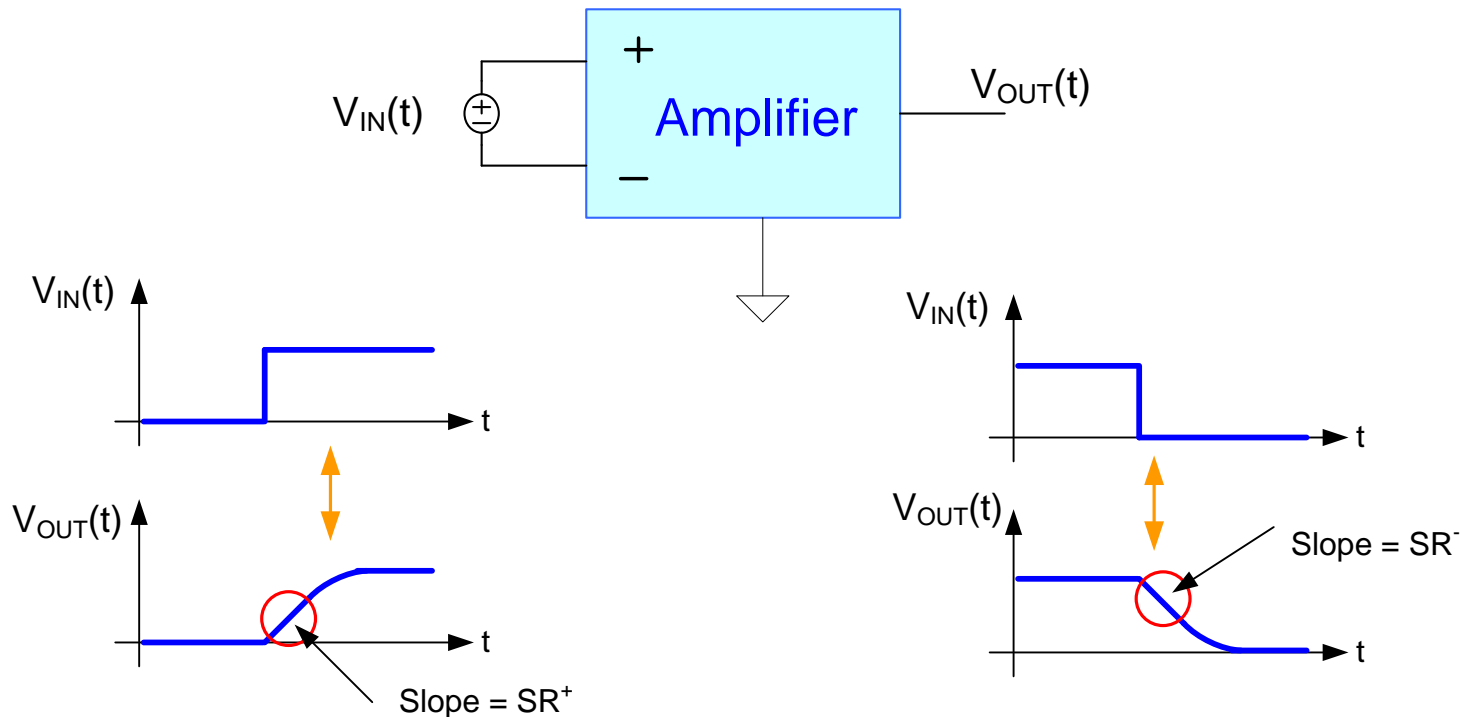 V_IN(t)
+
−
+
−
Amplifier
V_OUT(t)
V_IN(t)
t
V_OUT(t)
t
Slope = SR⁺
V_IN(t)
t
V_OUT(t)
t
Slope = SR⁻